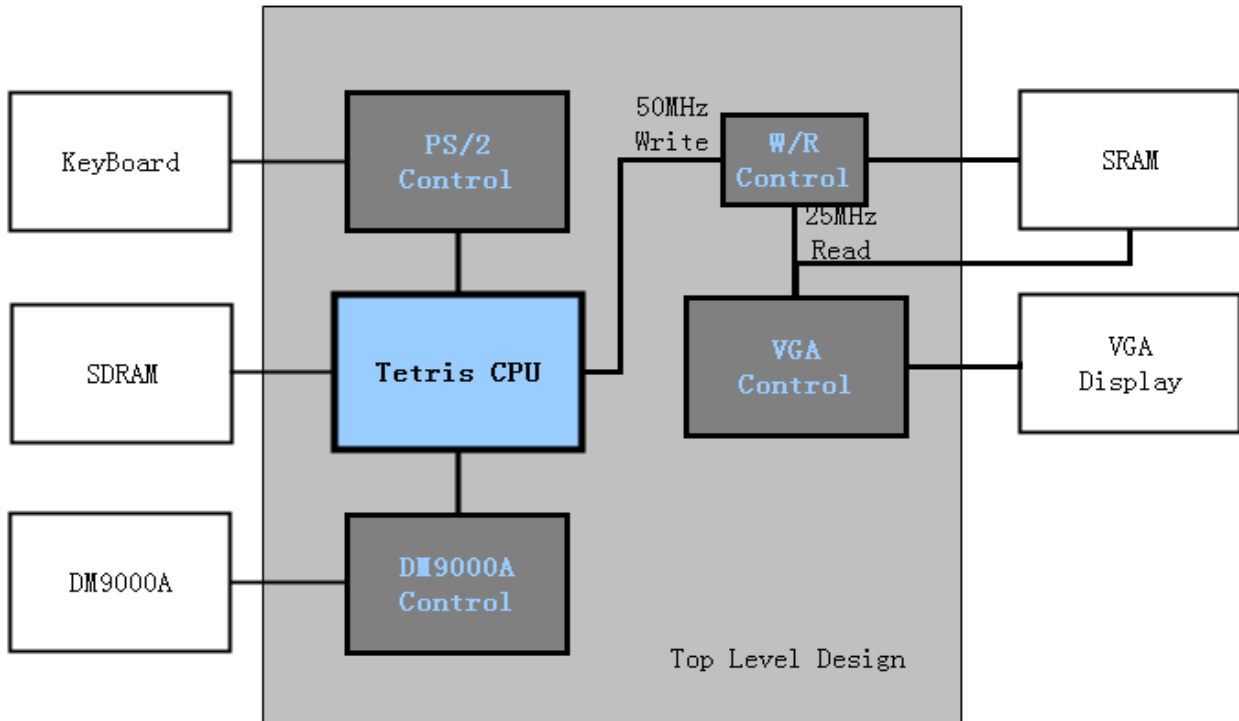 KeyBoard
PS/2
Control
50MHz
Write
W/R
Control
SRAM
25MHz
Read
SDRAM
Tetris CPU
VGA
Control
VGA
Display
DM9000A
DM9000A
Control
Top Level Design